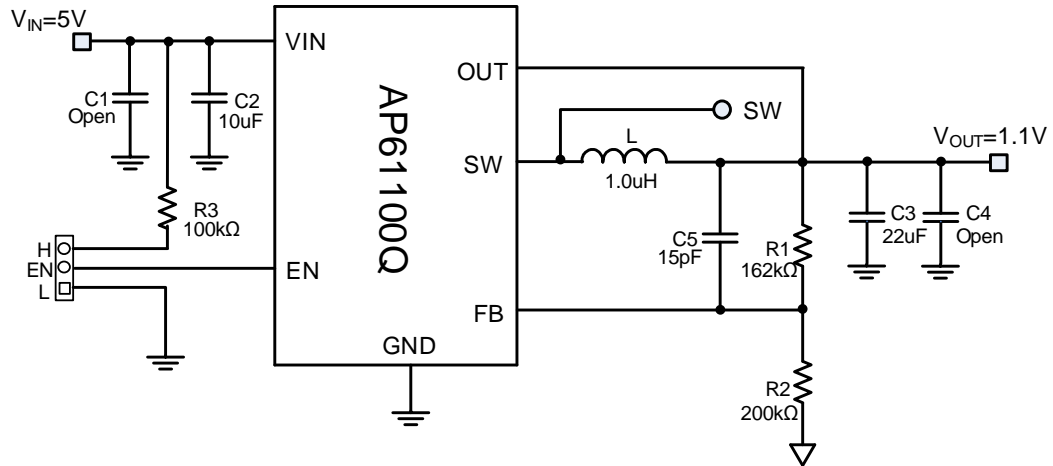 VIN=5V
VIN
OUT
C1
Open
C2
10uF
AP61100Q
SW
L
1.0uH
SW
VOUT=1.1V
R3
100kΩ
C5
15pF
R1
162kΩ
C3
22uF
C4
Open
H
EN
L
EN
FB
GND
R2
200kΩ